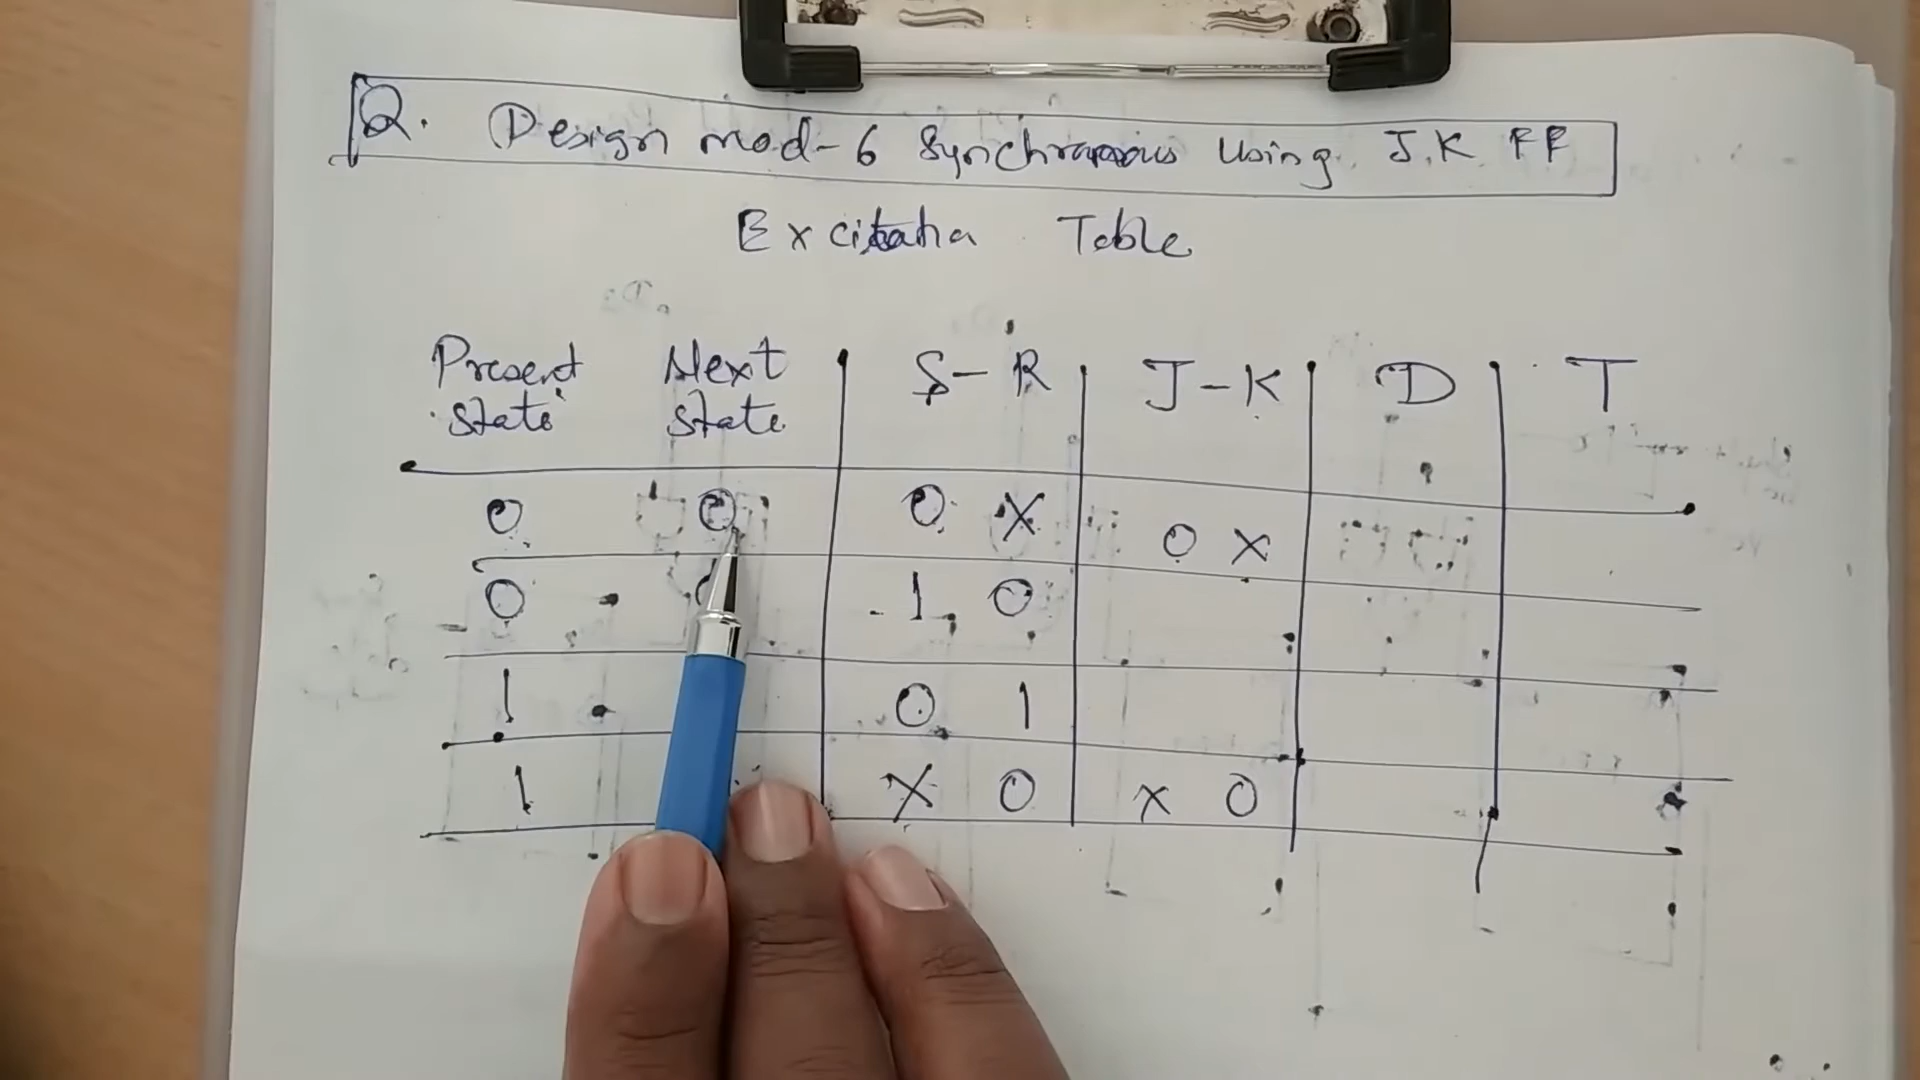 Q. Design mod-6 Synchronous Using J.K FF
Excitation Table
Present state Next state S-R J-K D T
0 0 0 X 0 X
0 1 0
1 0 1
1 X 0 X 0